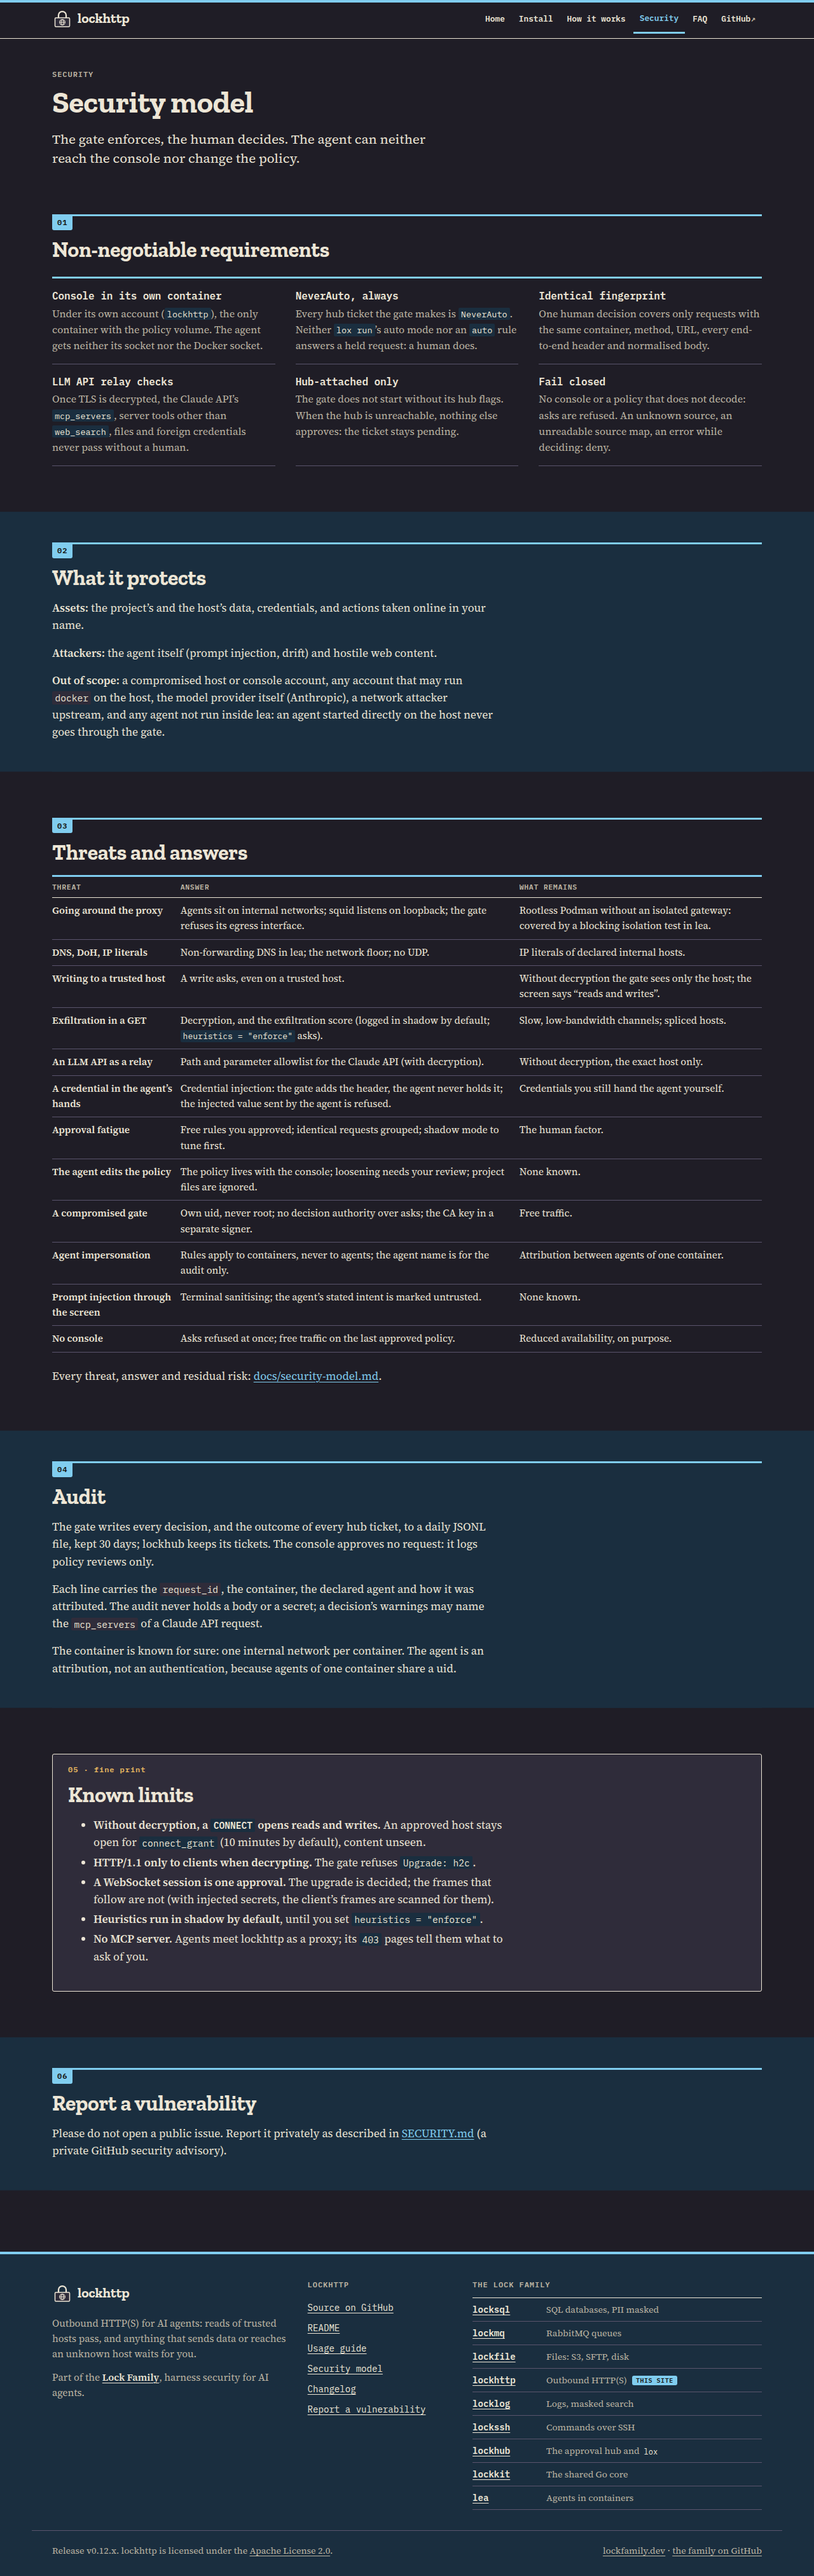 lockhttp
Home Install How it works Security FAQ GitHub↗
SECURITY
Security model
The gate enforces, the human decides. The agent can neither
reach the console nor change the policy.
01
Non-negotiable requirements
Console in its own container
Under its own account (lockhttp), the only
container with the policy volume. The agent
gets neither its socket nor the Docker socket.
NeverAuto, always
Every hub ticket the gate makes is NeverAuto.
Neither lox run's auto mode nor an auto rule
answers a held request: a human does.
Identical fingerprint
One human decision covers only requests with
the same container, method, URL, every end-
to-end header and normalised body.
LLM API relay checks
Once TLS is decrypted, the Claude API's
mcp_servers, server tools other than
web_search, files and foreign credentials
never pass without a human.
Hub-attached only
The gate does not start without its hub flags.
When the hub is unreachable, nothing else
approves: the ticket stays pending.
Fail closed
No console or a policy that does not decode:
asks are refused. An unknown source, an
unreadable source map, an error while
deciding: deny.
02
What it protects
Assets: the project's and the host's data, credentials, and actions taken online in your
name.
Attackers: the agent itself (prompt injection, drift) and hostile web content.
Out of scope: a compromised host or console account, any account that may run
docker on the host, the model provider itself (Anthropic), a network attacker
upstream, and any agent not run inside lea: an agent started directly on the host never
goes through the gate.
03
Threats and answers
THREAT ANSWER WHAT REMAINS
Going around the proxy
Agents sit on internal networks; squid listens on loopback; the gate
refuses its egress interface.
Rootless Podman without an isolated gateway:
covered by a blocking isolation test in lea.
DNS, DoH, IP literals
Non-forwarding DNS in lea; the network floor; no UDP.
IP literals of declared internal hosts.
Writing to a trusted host
A write asks, even on a trusted host.
Without decryption the gate sees only the host; the
screen says “reads and writes”.
Exfiltration in a GET
Decryption, and the exfiltration score (logged in shadow by default;
heuristics = "enforce" asks).
Slow, low-bandwidth channels; spliced hosts.
An LLM API as a relay
Path and parameter allowlist for the Claude API (with decryption).
Without decryption, the exact host only.
A credential in the agent's
hands
Credential injection: the gate adds the header, the agent never holds it;
the injected value sent by the agent is refused.
Credentials you still hand the agent yourself.
Approval fatigue
Free rules you approved; identical requests grouped; shadow mode to
tune first.
The human factor.
The agent edits the policy
The policy lives with the console; loosening needs your review; project
files are ignored.
None known.
A compromised gate
Own uid, never root; no decision authority over asks; the CA key in a
separate signer.
Free traffic.
Agent impersonation
Rules apply to containers, never to agents; the agent name is for the
audit only.
Attribution between agents of one container.
Prompt injection through
the screen
Terminal sanitising; the agent's stated intent is marked untrusted.
None known.
No console
Asks refused at once; free traffic on the last approved policy.
Reduced availability, on purpose.
Every threat, answer and residual risk: docs/security-model.md.
04
Audit
The gate writes every decision, and the outcome of every hub ticket, to a daily JSONL
file, kept 30 days; lockhub keeps its tickets. The console approves no request: it logs
policy reviews only.
Each line carries the request_id, the container, the declared agent and how it was
attributed. The audit never holds a body or a secret; a decision's warnings may name
the mcp_servers of a Claude API request.
The container is known for sure: one internal network per container. The agent is an
attribution, not an authentication, because agents of one container share a uid.
05 · fine print
Known limits
• Without decryption, a CONNECT opens reads and writes. An approved host stays
open for connect_grant (10 minutes by default), content unseen.
• HTTP/1.1 only to clients when decrypting. The gate refuses Upgrade: h2c.
• A WebSocket session is one approval. The upgrade is decided; the frames that
follow are not (with injected secrets, the client's frames are scanned for them).
• Heuristics run in shadow by default, until you set heuristics = "enforce".
• No MCP server. Agents meet lockhttp as a proxy; its 403 pages tell them what to
ask of you.
06
Report a vulnerability
Please do not open a public issue. Report it privately as described in SECURITY.md (a
private GitHub security advisory).
lockhttp
Outbound HTTP(S) for AI agents: reads of trusted
hosts pass, and anything that sends data or reaches
an unknown host waits for you.
Part of the Lock Family, harness security for AI
agents.
LOCKHTTP
Source on GitHub
README
Usage guide
Security model
Changelog
Report a vulnerability
THE LOCK FAMILY
locksql SQL databases, PII masked
lockmq RabbitMQ queues
lockfile Files: S3, SFTP, disk
lockhttp Outbound HTTP(S) THIS SITE
locklog Logs, masked search
lockssh Commands over SSH
lockhub The approval hub and lox
lockkit The shared Go core
lea Agents in containers
Release v0.12.x. lockhttp is licensed under the Apache License 2.0.
lockfamily.dev · the family on GitHub